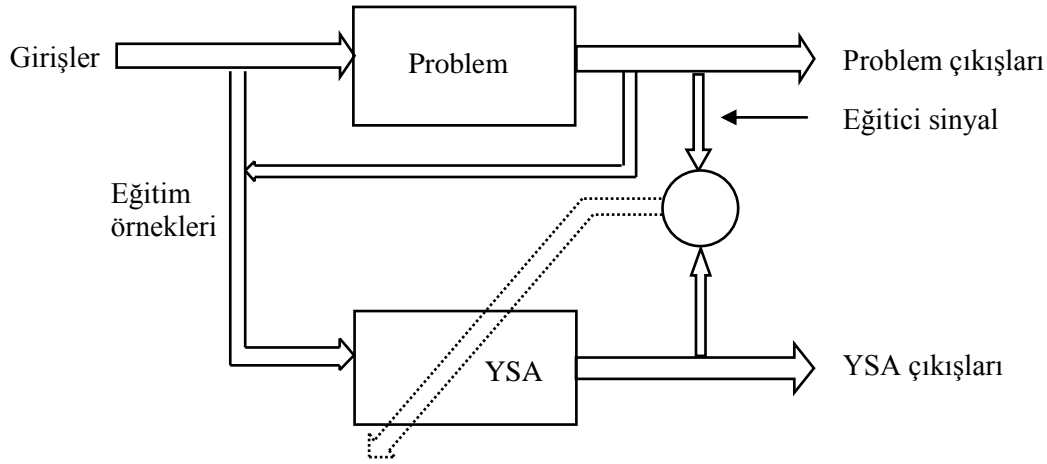 Girişler
Problem
Problem çıkışları
Eğitici sinyal
Eğitim
örnekleri
YSA
YSA çıkışları